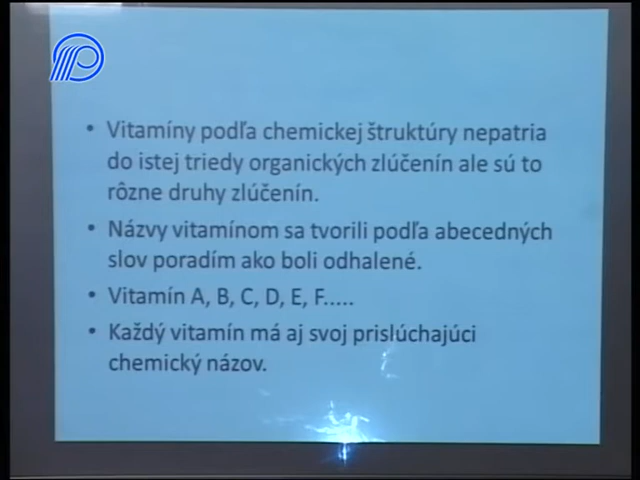 • Vitamíny podľa chemickej štruktúry nepatria
do istej triedy organických zlúčenín ale sú to
rôzne druhy zlúčenín.
• Názvy vitamínom sa tvorili podľa abecedných
slov poradím ako boli odhalené.
• Vitamín A, B, C, D, E, F.....
• Každý vitamín má aj svoj prislúchajúci
chemický názov.